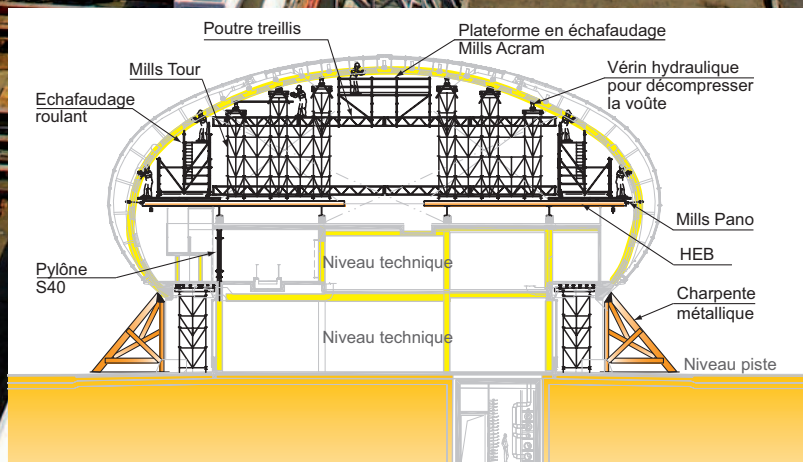 Poutre treillis
Plateforme en échafaudage
Mills Acram
Mills Tour
Vérin hydraulique
pour décompresser
la voûte
Echafaudage
roulant
Mills Pano
HEB
Pylône
S40
Niveau technique
Charpente
métallique
Niveau technique
Niveau piste